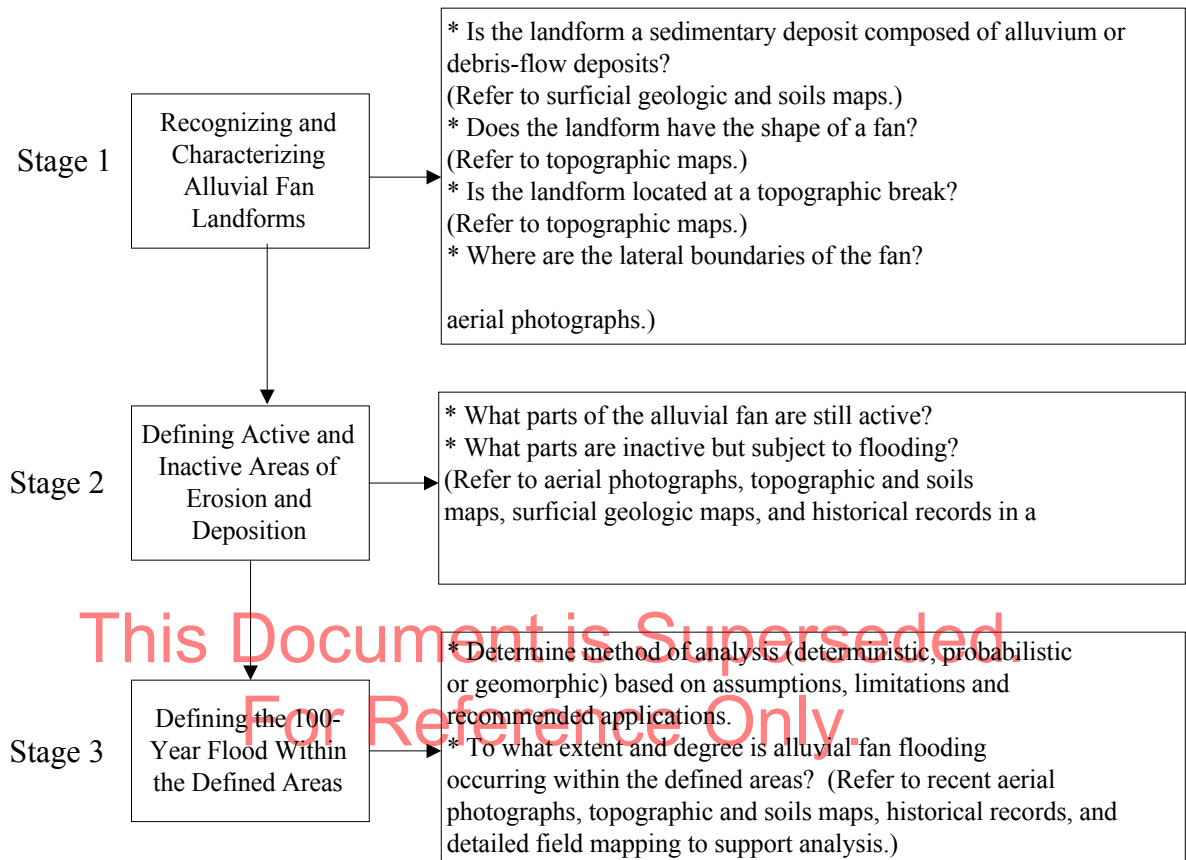 Stage 1
Recognizing and
Characterizing
Alluvial Fan
Landforms
* Is the landform a sedimentary deposit composed of alluvium or
debris-flow deposits?
(Refer to surficial geologic and soils maps.)
* Does the landform have the shape of a fan?
(Refer to topographic maps.)
* Is the landform located at a topographic break?
(Refer to topographic maps.)
* Where are the lateral boundaries of the fan?
aerial photographs.)
Stage 2
Defining Active and
Inactive Areas of
Erosion and
Deposition
* What parts of the alluvial fan are still active?
* What parts are inactive but subject to flooding?
(Refer to aerial photographs, topographic and soils
maps, surficial geologic maps, and historical records in a
This Document is Superseded.
For Reference Only.
Stage 3
Defining the 100-
Year Flood Within
the Defined Areas
* Determine method of analysis (deterministic, probabilistic
or geomorphic) based on assumptions, limitations and
recommended applications.
* To what extent and degree is alluvial fan flooding
occurring within the defined areas? (Refer to recent aerial
photographs, topographic and soils maps, historical records, and
detailed field mapping to support analysis.)